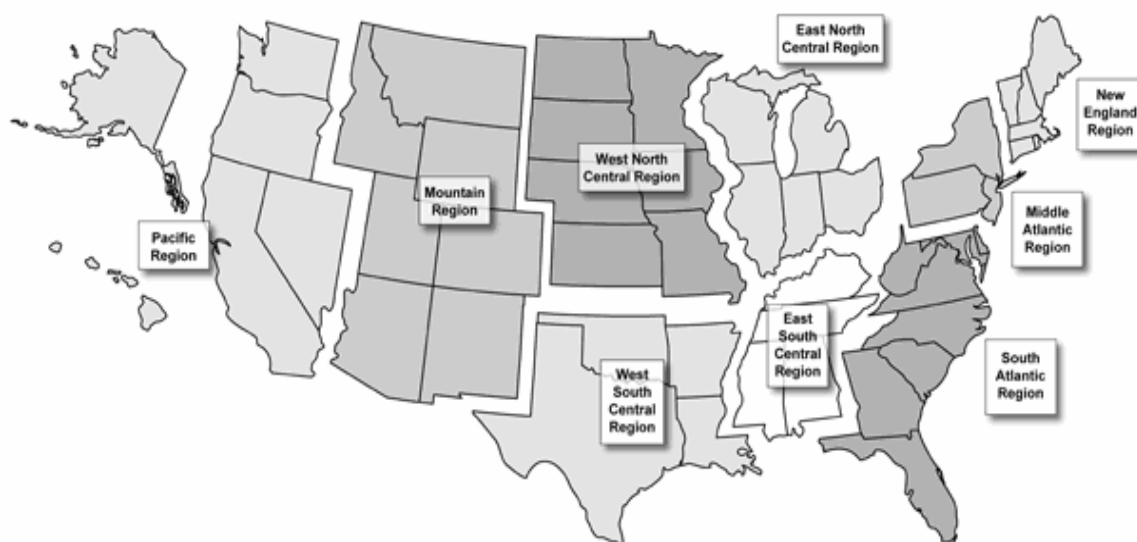 East North
Central Region
New
England
Region
West North
Central Region
Mountain
Region
Middle
Atlantic
Region
Pacific
Region
East
South
Central
Region
South
Atlantic
Region
West
South
Central
Region